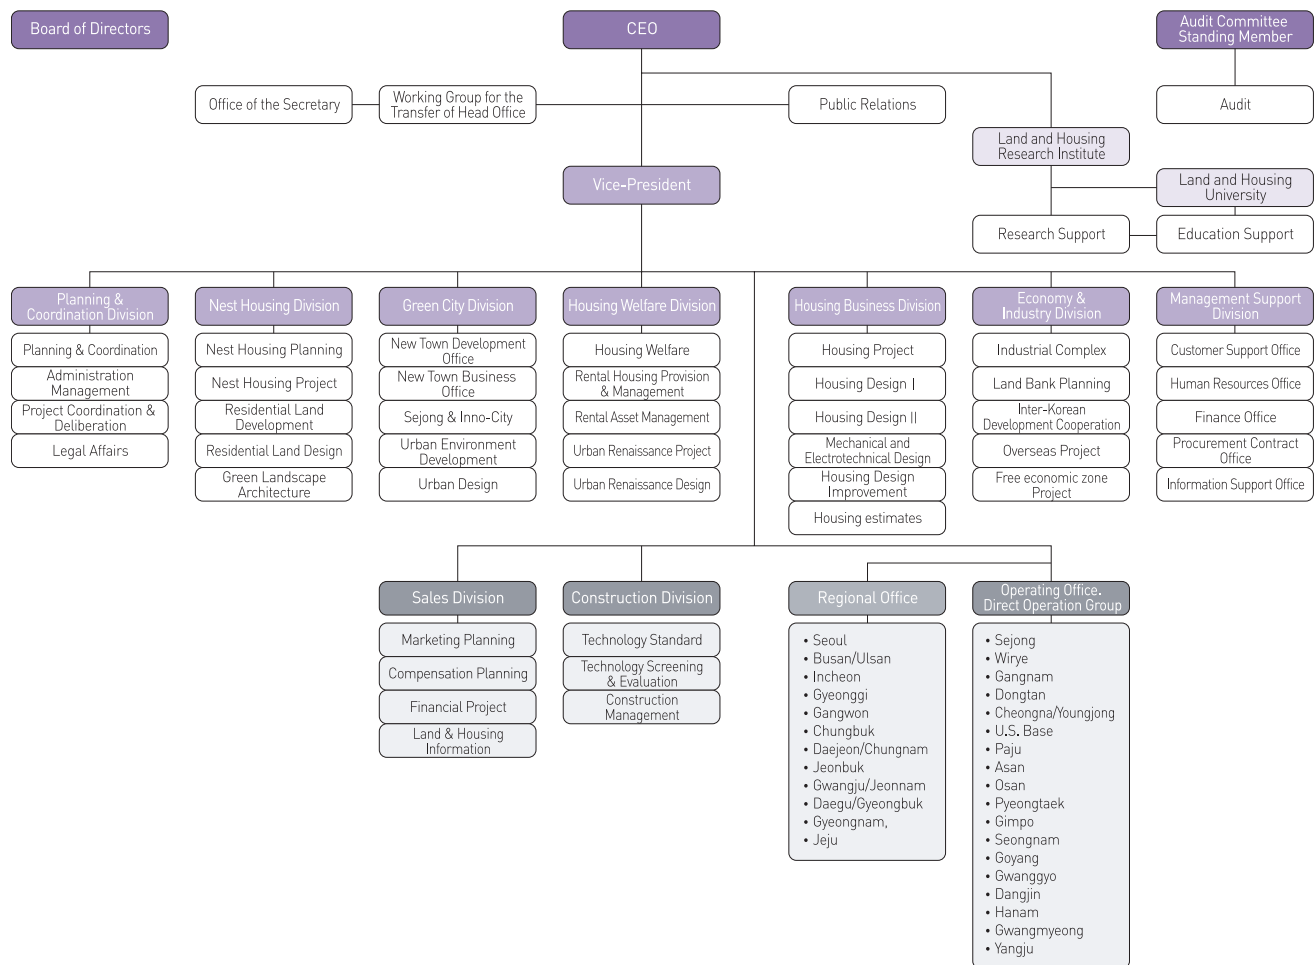 Board of Directors
CEO
Audit Committee
Standing Member
Office of the Secretary
Working Group for the
Transfer of Head Office
Public Relations
Audit
Land and Housing
Research Institute
Vice-President
Land and Housing
University
Research Support
Education Support
Planning &
Coordination Division
Planning & Coordination
Administration
Management
Project Coordination &
Deliberation
Legal Affairs
Nest Housing Division
Nest Housing Planning
Nest Housing Project
Residential Land
Development
Residential Land Design
Green Landscape
Architecture
Green City Division
New Town Development
Office
New Town Business
Office
Sejong & Inno-City
Urban Environment
Development
Urban Design
Housing Welfare Division
Housing Welfare
Rental Housing Provision
& Management
Rental Asset Management
Urban Renaissance Project
Urban Renaissance Design
Housing Business Division
Housing Project
Housing Design I
Housing Design II
Mechanical and
Electrotechnical Design
Housing Design
Improvement
Housing estimates
Economy &
Industry Division
Industrial Complex
Land Bank Planning
Inter-Korean
Development Cooperation
Overseas Project
Free economic zone
Project
Management Support
Division
Customer Support Office
Human Resources Office
Finance Office
Procurement Contract
Office
Information Support Office
Sales Division
Marketing Planning
Compensation Planning
Financial Project
Land & Housing
Information
Construction Division
Technology Standard
Technology Screening
& Evaluation
Construction
Management
Regional Office
• Seoul
• Busan/Ulsan
• Incheon
• Gyeonggi
• Gangwon
• Chungbuk
• Daejeon/Chungnam
• Jeonbuk
• Gwangju/Jeonnam
• Daegu/Gyeongbuk
• Gyeongnam,
• Jeju
Operating Office.
Direct Operation Group
• Sejong
• Wirye
• Gangnam
• Dongtan
• Cheongna/Youngjong
• U.S. Base
• Paju
• Asan
• Osan
• Pyeongtaek
• Gimpo
• Seongnam
• Goyang
• Gwanggyo
• Dangjin
• Hanam
• Gwangmyeong
• Yangju